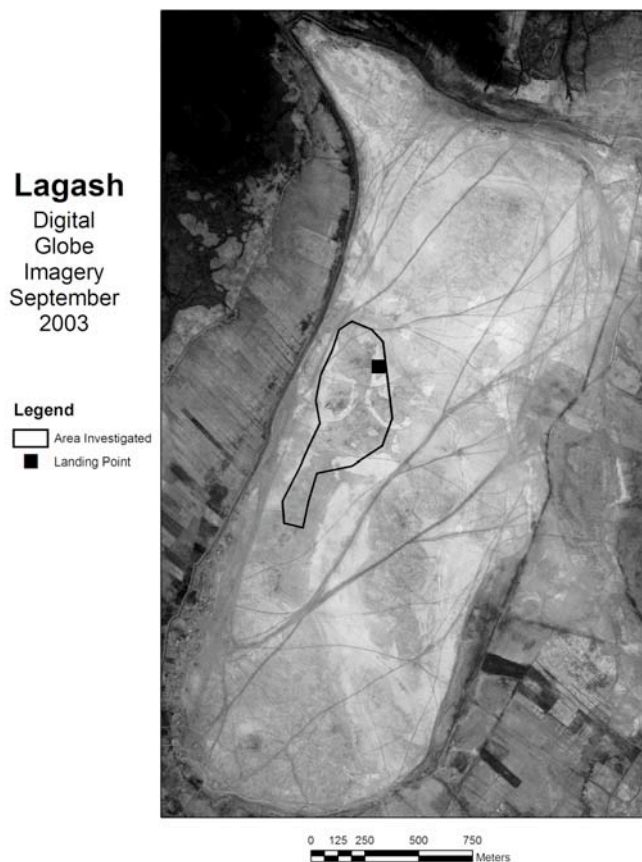 Lagash
Digital
Globe
Imagery
September
2003
Legend
Area Investigated
Landing Point
0 125 250 500 750
Meters